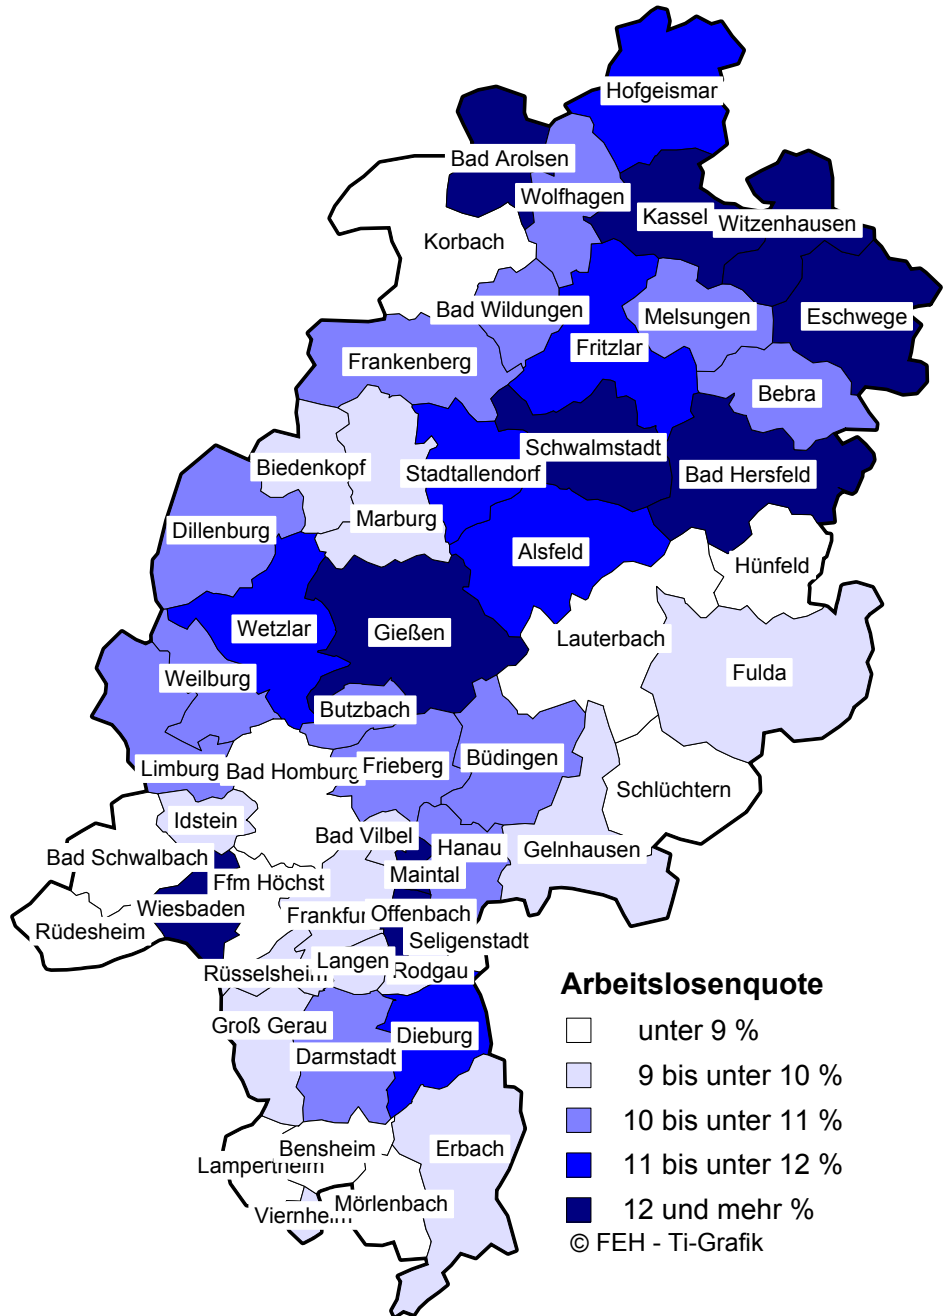 Hofgeismar
Bad Arolsen
Wolfhagen
Kassel
Witzenhausen
Korbach
Bad Wildungen
Melsungen
Eschwege
Fritzlar
Frankenberg
Bebra
Schwalmstadt
Biedenkopf
Stadtallendorf
Bad Hersfeld
Marburg
Dillenburg
Alsfeld
Hünfeld
Wetzlar
Gießen
Lauterbach
Fulda
Weilburg
Butzbach
Büdingen
Limburg
Bad Homburg
Frieberg
Schlüchtern
Idstein
Bad Vilbel
Hanau
Gelnhausen
Bad Schwalbach
Ffm Höchst
Maintal
Wiesbaden
Frankfur
Offenbach
Rüdesheim
Seligenstadt
Langen
Rüsselsheim
Rodgau
Groß Gerau
Dieburg
Darmstadt
Bensheim
Erbach
Lampertheim
Mörlenbach
Viernheim
Arbeitslosenquote
unter 9 %
9 bis unter 10 %
10 bis unter 11 %
11 bis unter 12 %
12 und mehr %
© FEH - Ti-Grafik